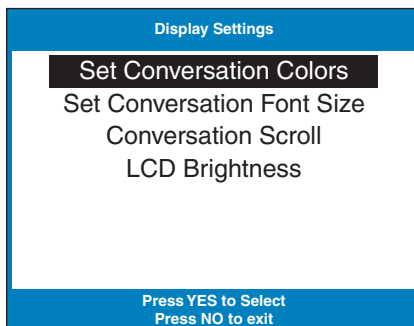 Display Settings
Set Conversation Colors
Set Conversation Font Size
Conversation Scroll
LCD Brightness
Press YES to Select
Press NO to exit